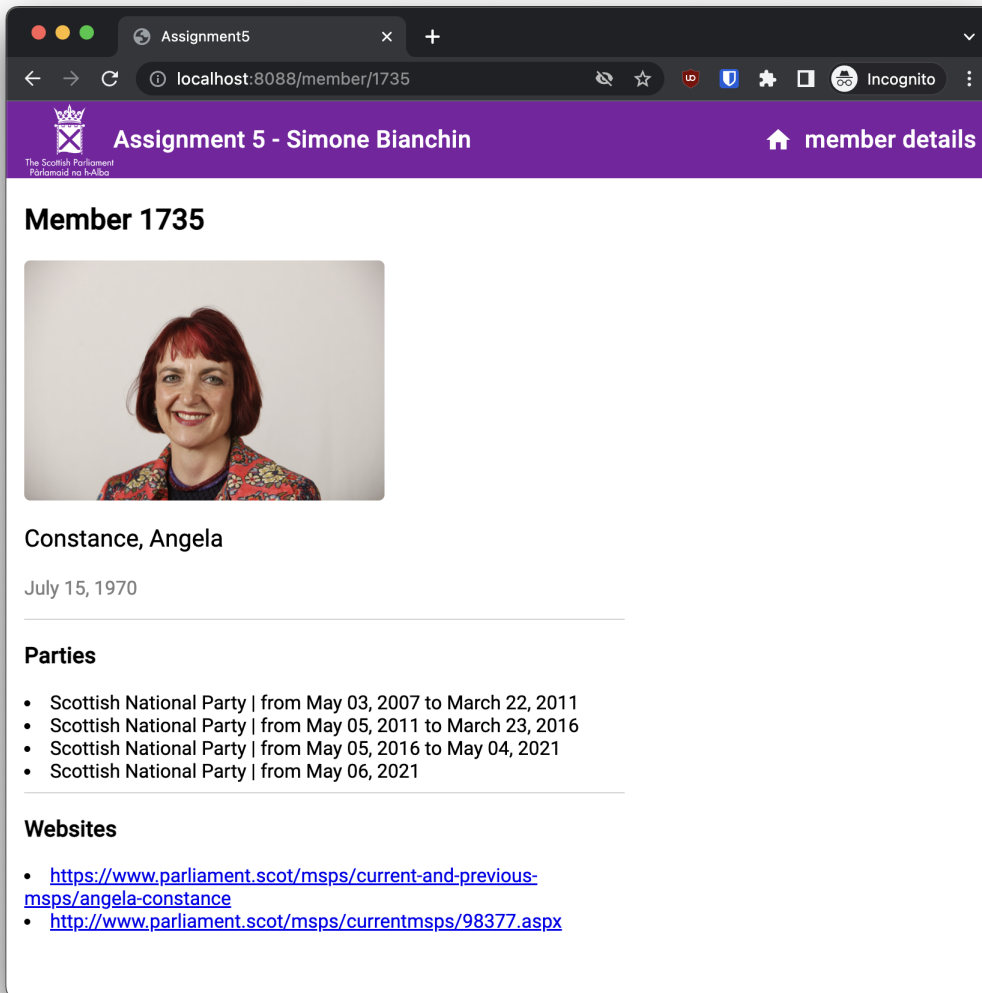 Assignment5
localhost:8088/member/1735
Incognito
The Scottish Parliament
Pàrlamaid na h-Alba
Assignment 5 - Simone Bianchin
member details
Member 1735
Constance, Angela
July 15, 1970
Parties
Scottish National Party | from May 03, 2007 to March 22, 2011
Scottish National Party | from May 05, 2011 to March 23, 2016
Scottish National Party | from May 05, 2016 to May 04, 2021
Scottish National Party | from May 06, 2021
Websites
https://www.parliament.scot/msps/current-and-previous-
msps/angela-constance
http://www.parliament.scot/msps/currentmsps/98377.aspx